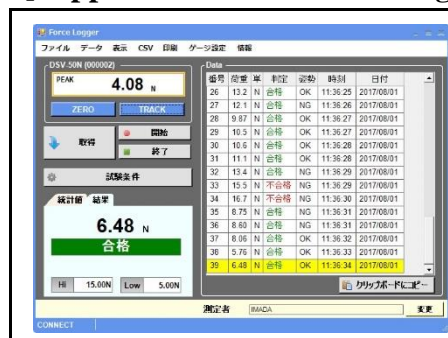 Force Logger
ファイル データ 表示 CSV 印刷 ゲージ設定 情報
DSV-50N (000002)
PEAK
4.08 N
ZERO TRACK
取得
開始
終了
試験条件
統計値 結果
6.48 N
合格
Hi 15.00N Low 5.00N
Data
番号 荷重 単 判定 姿勢 時刻 日付
26 13.2 N 合格 OK 11:36:25 2017/08/01
27 12.1 N 合格 NG 11:36:26 2017/08/01
28 9.87 N 合格 OK 11:36:27 2017/08/01
29 10.5 N 合格 OK 11:36:27 2017/08/01
30 10.6 N 合格 OK 11:36:28 2017/08/01
31 11.1 N 合格 OK 11:36:28 2017/08/01
32 13.4 N 合格 NG 11:36:29 2017/08/01
33 15.5 N 不合格 NG 11:36:29 2017/08/01
34 16.7 N 不合格 NG 11:36:30 2017/08/01
35 8.75 N 合格 NG 11:36:31 2017/08/01
36 8.60 N 合格 NG 11:36:31 2017/08/01
37 8.06 N 合格 OK 11:36:32 2017/08/01
38 5.76 N 合格 OK 11:36:33 2017/08/01
39 6.48 N 合格 OK 11:36:34 2017/08/01
クリップボードにコピー
測定者 IMADA 変更
CONNECT